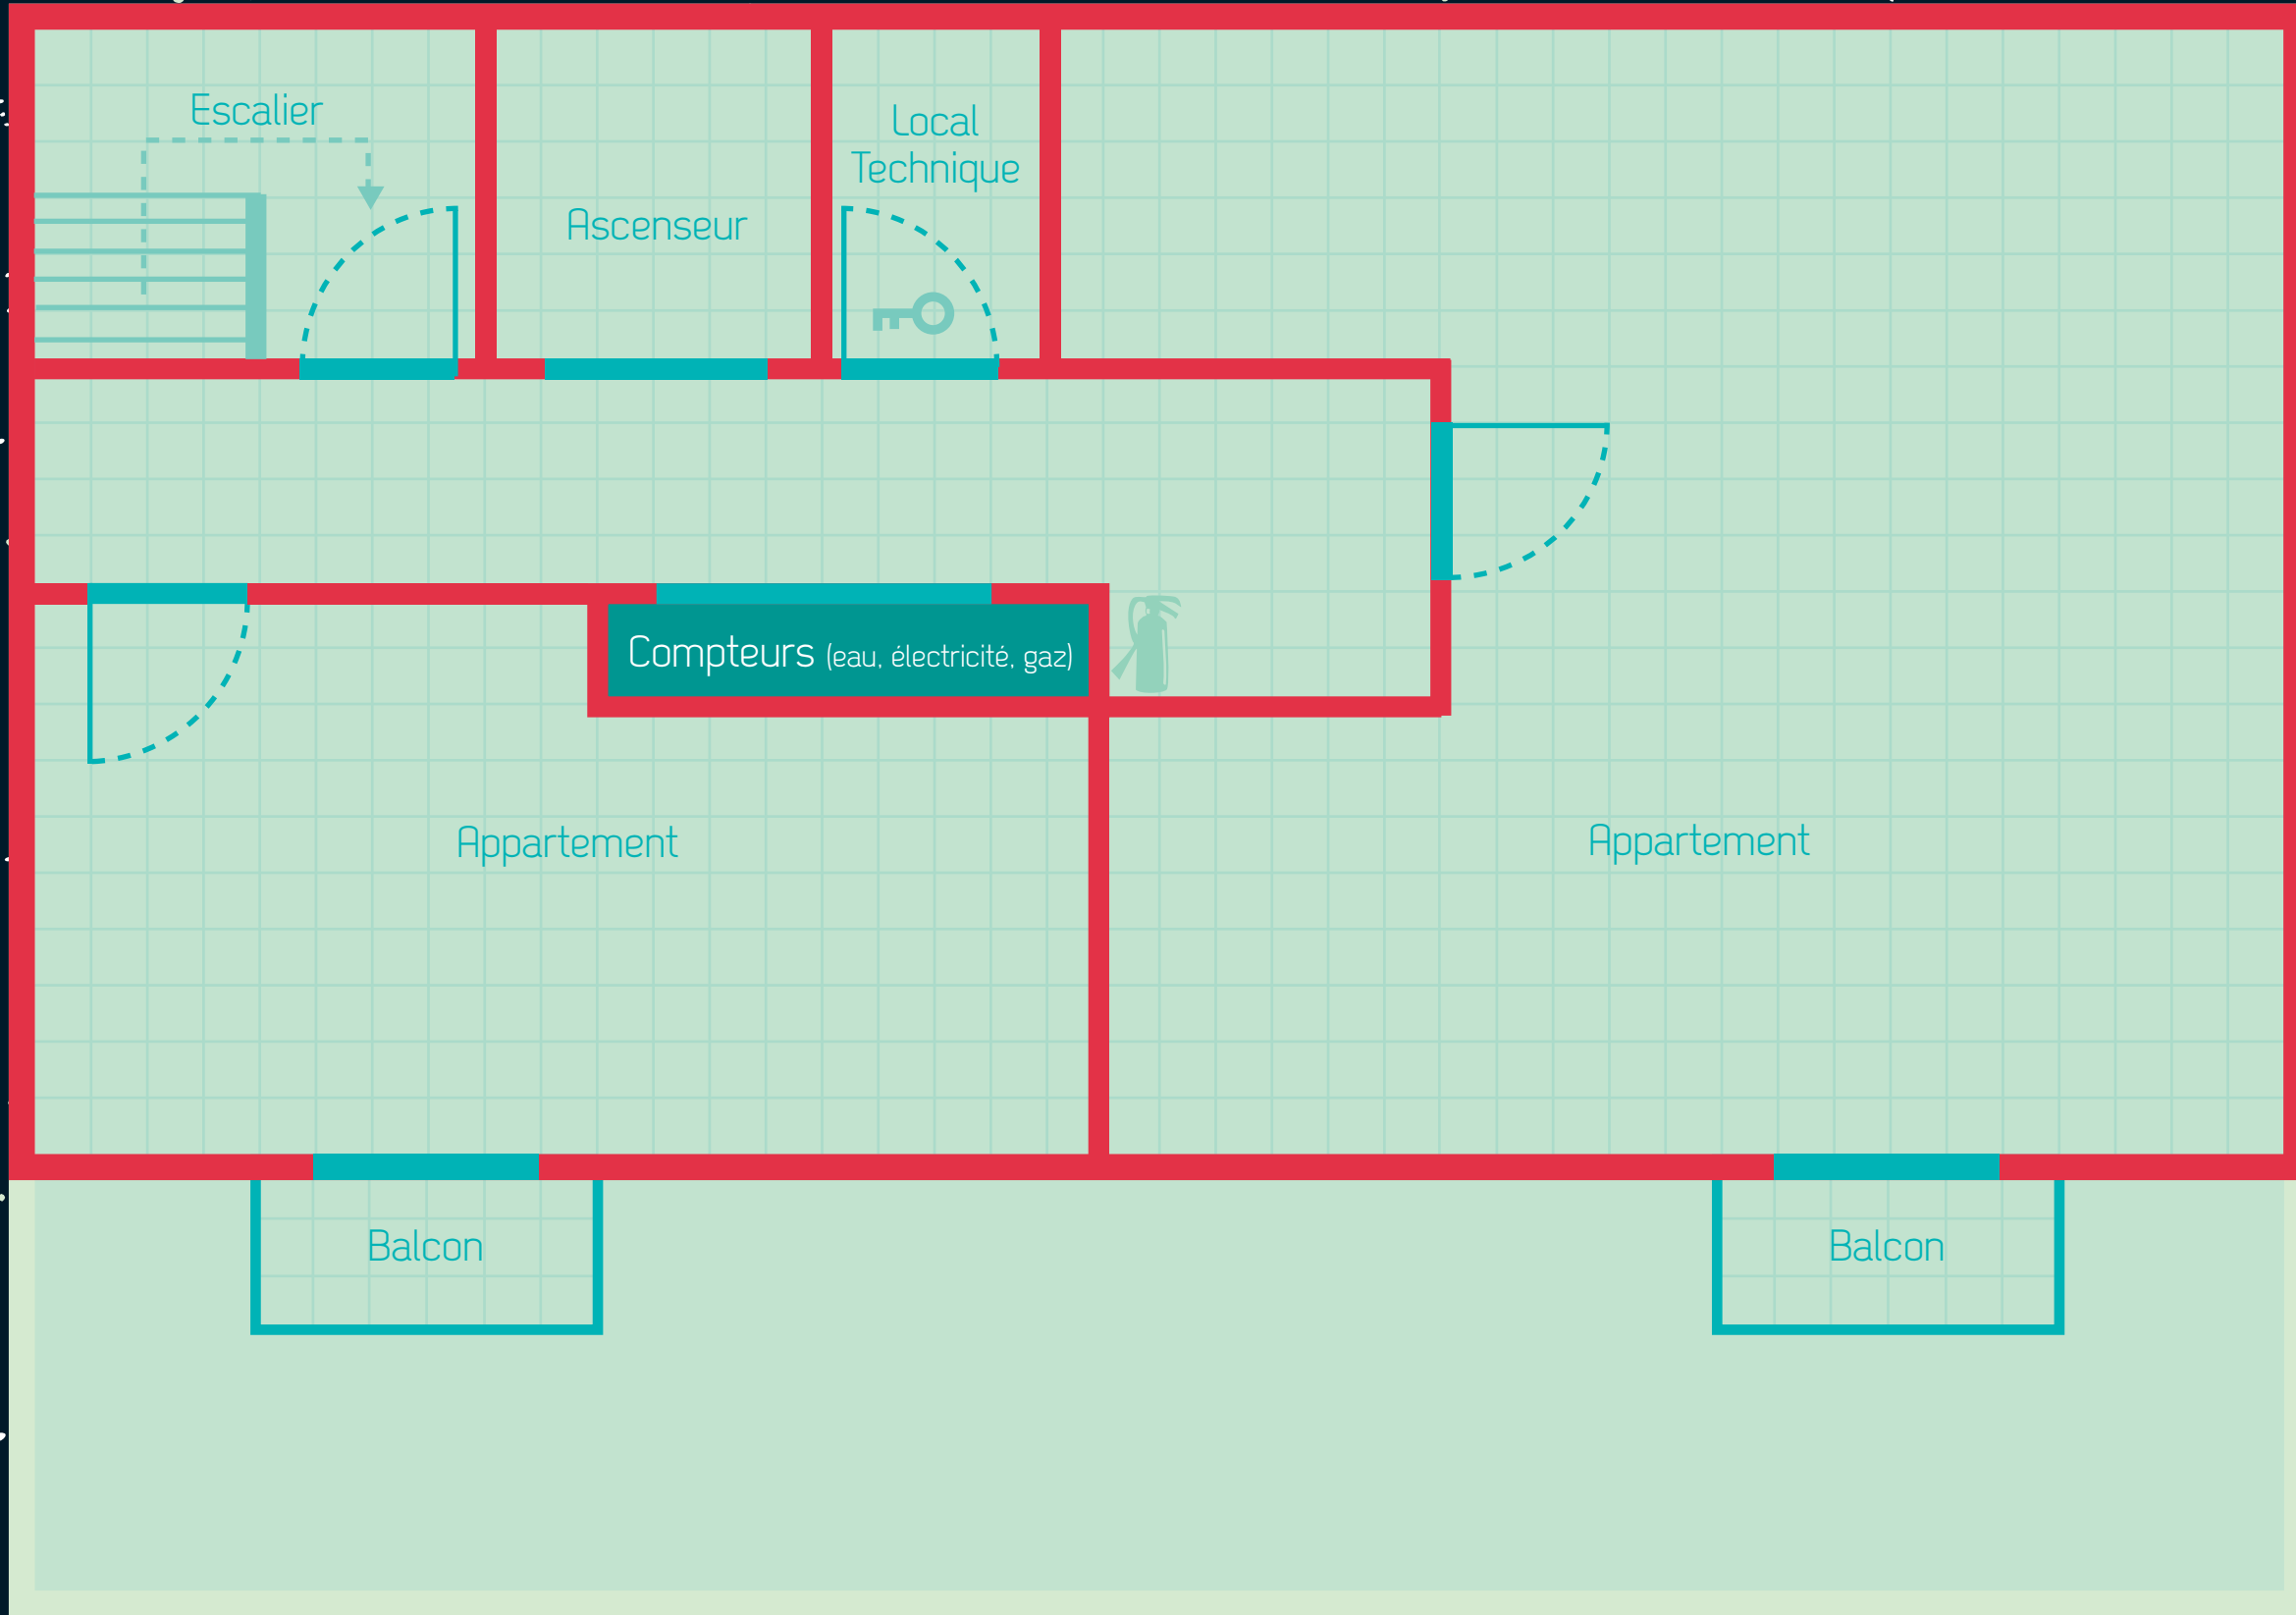 Escalier
Local
Technique
Ascenseur
Compteurs (eau, électricité, gaz)
Appartement
Appartement
Balcon
Balcon